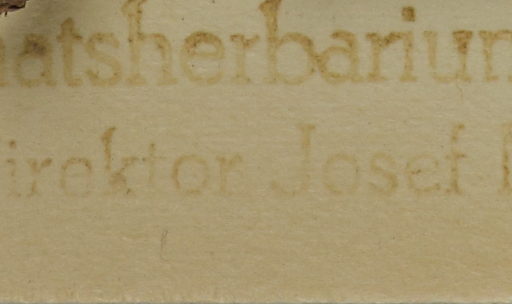 atsherbarium
irektor Josef